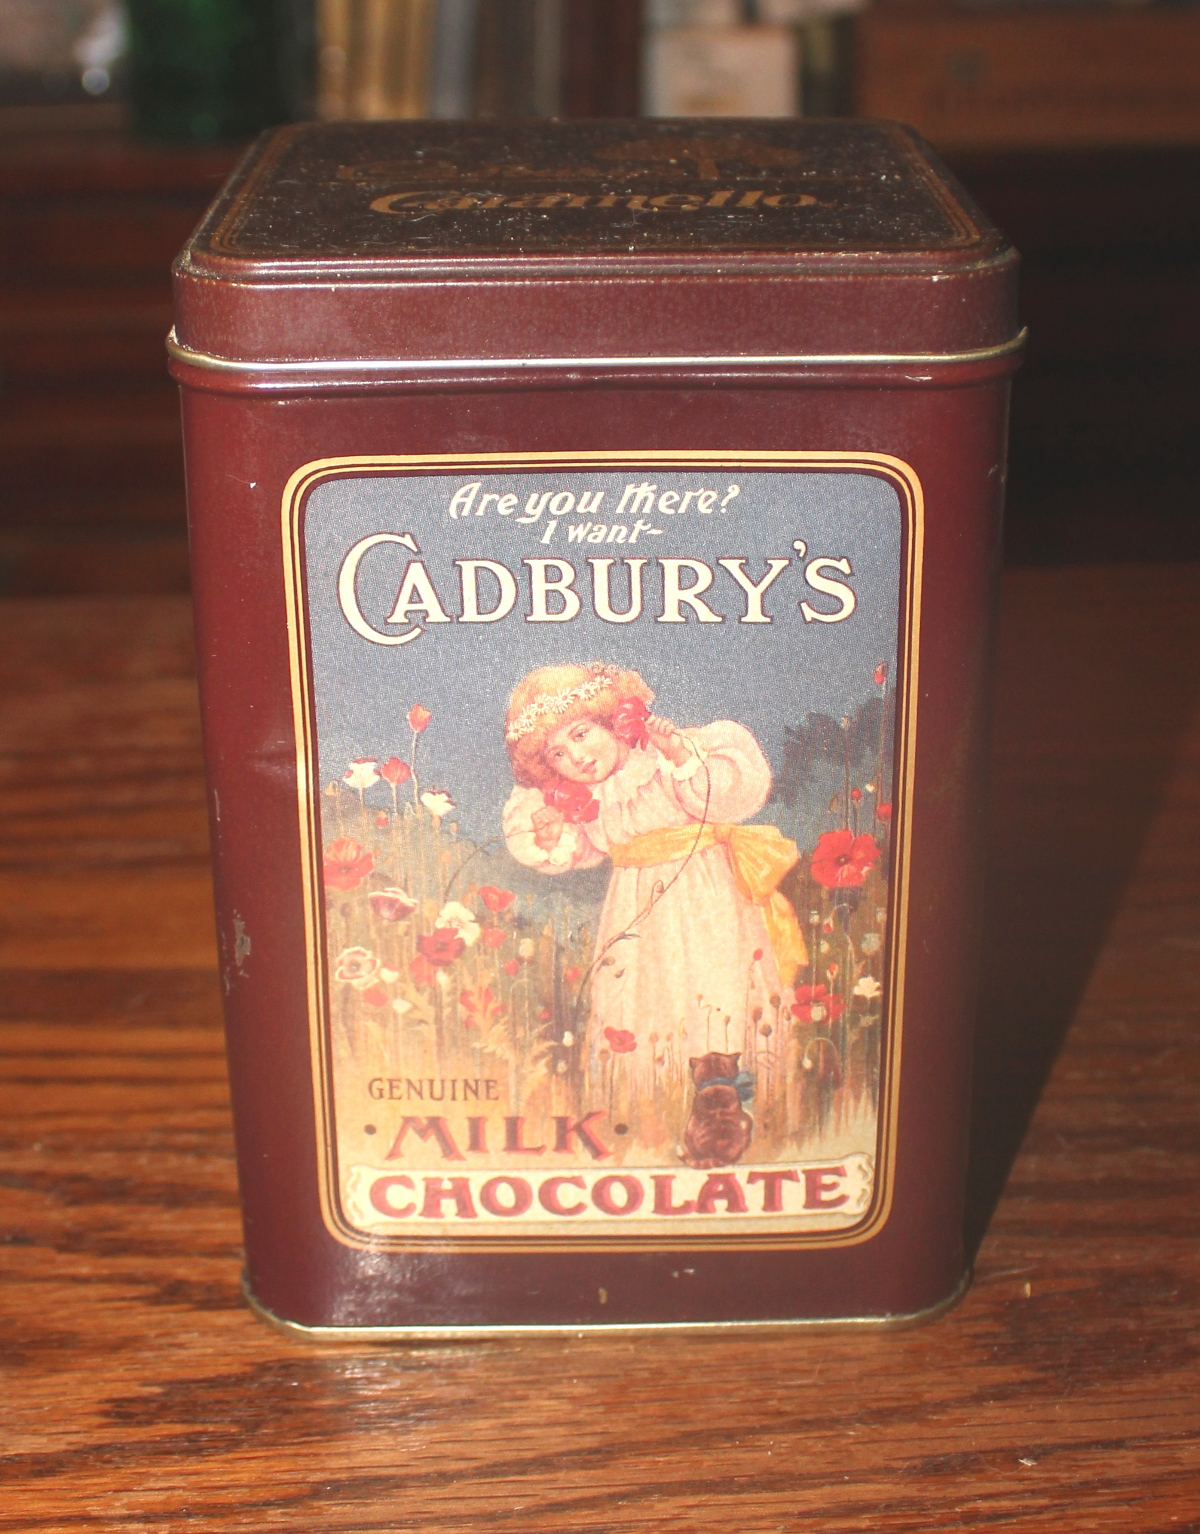 Caramello
Are you there?
I want~
CADBURY'S
GENUINE
·MILK·
CHOCOLATE